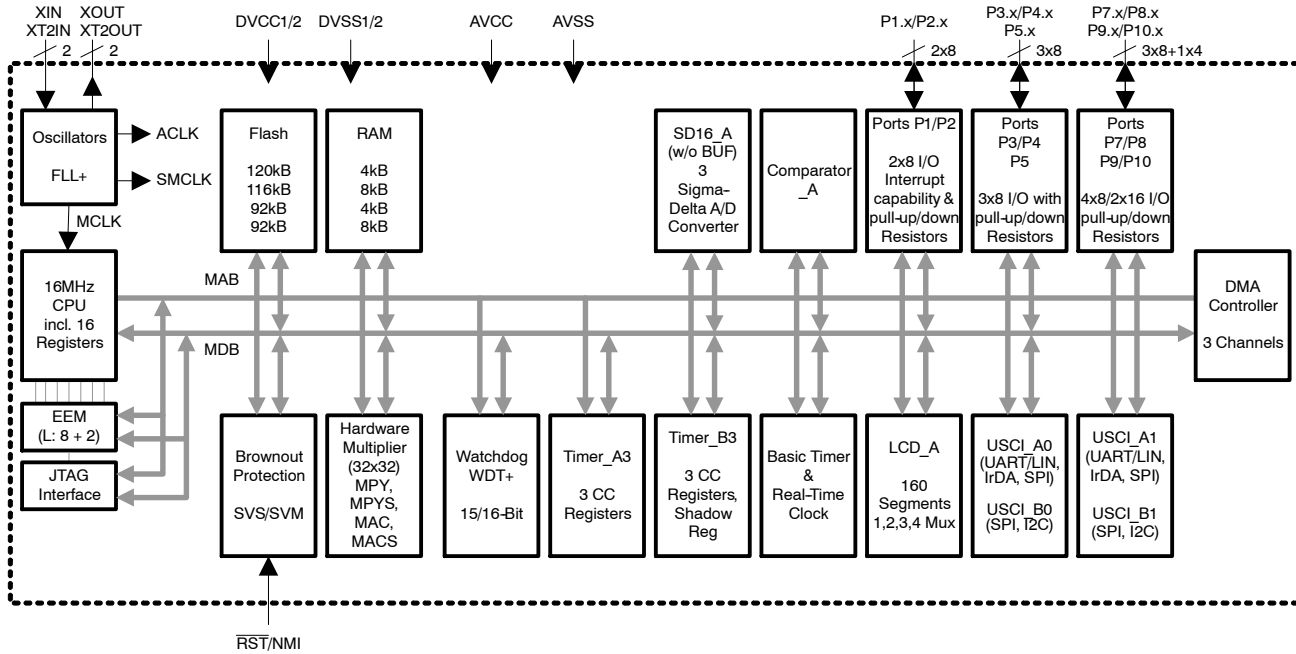 XIN
XT2IN
2
XOUT
XT2OUT
2
DVCC1/2
DVSS1/2
AVCC
AVSS
P1.x/P2.x
2x8
P3.x/P4.x
P5.x
3x8
P7.x/P8.x
P9.x/P10.x
3x8+1x4
Oscillators
FLL+
ACLK
SMCLK
MCLK
Flash
120kB
116kB
92kB
92kB
RAM
4kB
8kB
4kB
8kB
SD16_A
(w/o BUF)
3
Sigma-
Delta A/D
Converter
Comparator
_A
Ports P1/P2
2x8 I/O
Interrupt
capability &
pull-up/down
Resistors
Ports
P3/P4
P5
3x8 I/O with
pull-up/down
Resistors
Ports
P7/P8
P9/P10
4x8/2x16 I/O
pull-up/down
Resistors
16MHz
CPU
incl. 16
Registers
MAB
MDB
DMA
Controller
3 Channels
EEM
(L: 8 + 2)
JTAG
Interface
Brownout
Protection
SVS/SVM
Hardware
Multiplier
(32x32)
MPY,
MPYS,
MAC,
MACS
Watchdog
WDT+
15/16-Bit
Timer_A3
3 CC
Registers
Timer_B3
3 CC
Registers,
Shadow
Reg
Basic Timer
&
Real-Time
Clock
LCD_A
160
Segments
1,2,3,4 Mux
USCI_A0
(UART/LIN,
IrDA, SPI)
USCI_B0
(SPI, I2C)
USCI_A1
(UART/LIN,
IrDA, SPI)
USCI_B1
(SPI, I2C)
RST/NMI